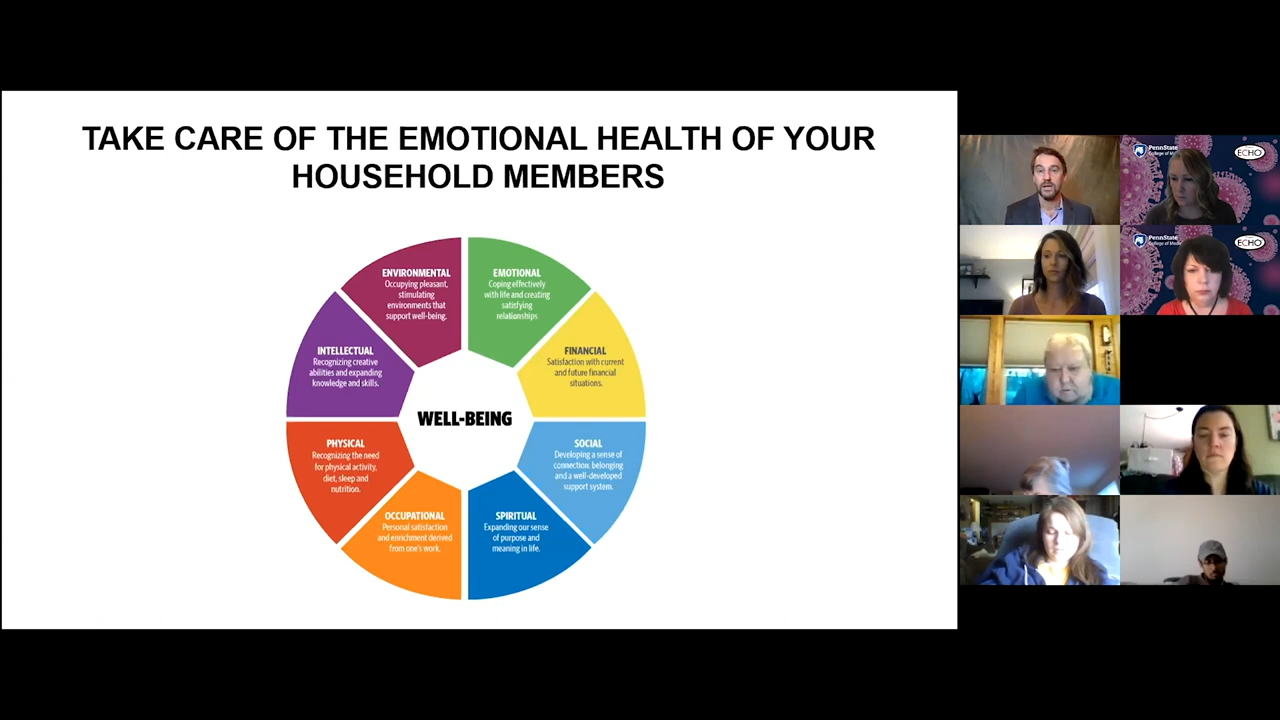 TAKE CARE OF THE EMOTIONAL HEALTH OF YOUR
HOUSEHOLD MEMBERS
ENVIRONMENTAL
Occupying pleasant,
stimulating
environments that
support well-being.
EMOTIONAL
Coping effectively
with life and creating
satisfying
relationships
INTELLECTUAL
Recognizing creative
abilities and expanding
knowledge and skills.
FINANCIAL
Satisfaction with current
and future financial
situations.
WELL-BEING
PHYSICAL
Recognizing the need
for physical activity,
diet, sleep and
nutrition.
SOCIAL
Developing a sense of
connection, belonging
and a well-developed
support system.
OCCUPATIONAL
Personal satisfaction
and enrichment derived
from one's work.
SPIRITUAL
Expanding our sense
of purpose and
meaning in life.
PennState
College of
ECHO
PennState
College of
ECHO